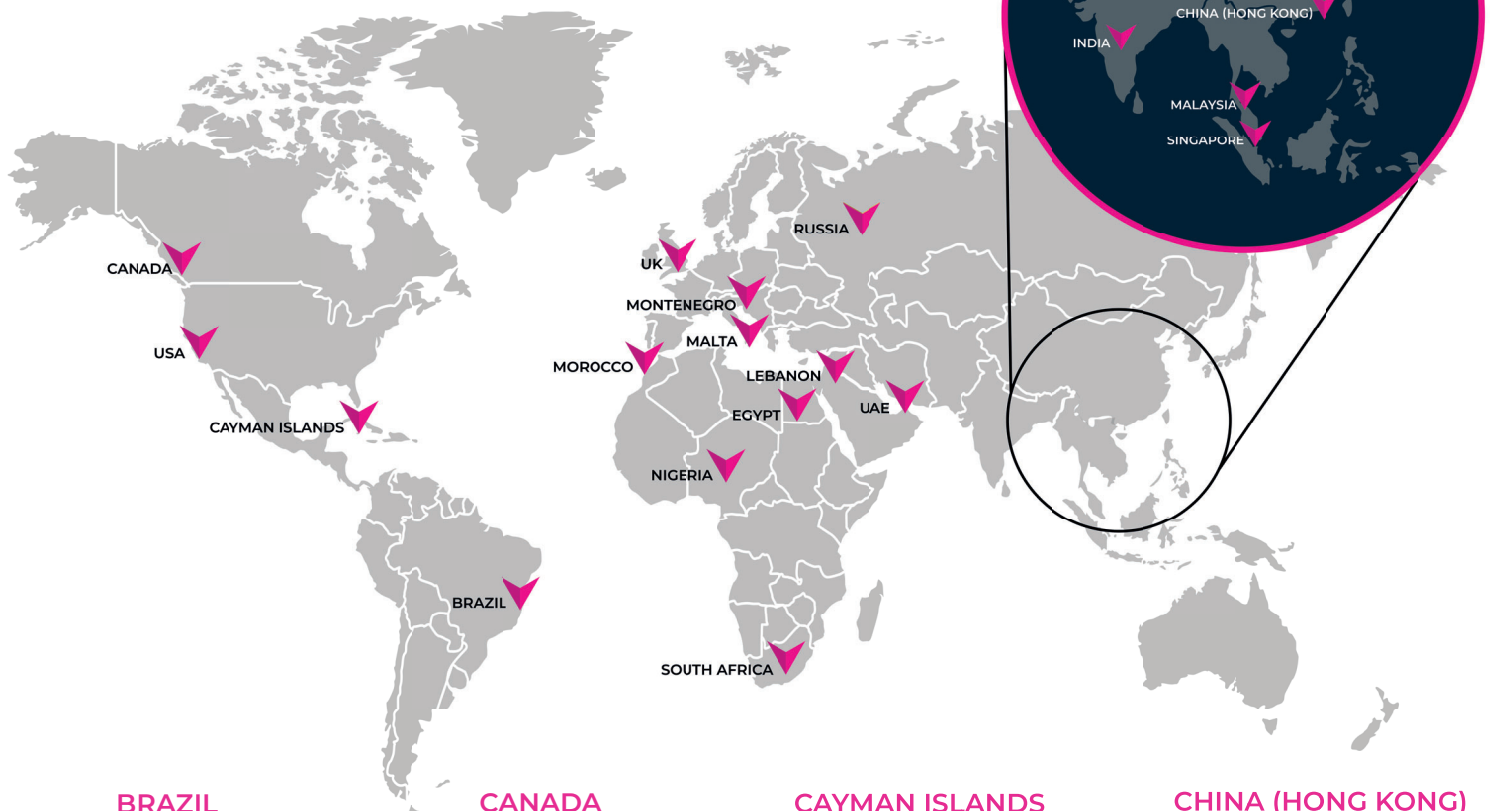 CHINA (HONG KONG)
INDIA
MALAYSIA
SINGAPORE
RUSSIA
UK
CANADA
MONTENEGRO
MALTA
USA
MOROCCO
LEBANON
UAE
EGYPT
CAYMAN ISLANDS
NIGERIA
BRAZIL
SOUTH AFRICA
BRAZIL
CANADA
CAYMAN ISLANDS
CHINA (HONG KONG)